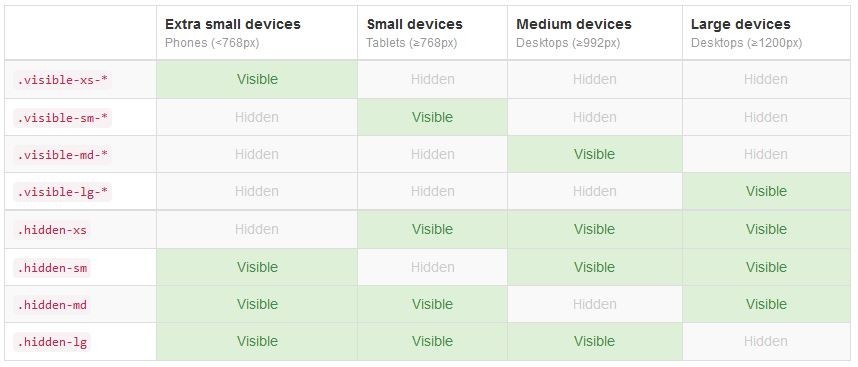 Extra small devices Small devices Medium devices Large devices
Phones (<768px) Tablets (≥768px) Desktops (≥992px) Desktops (≥1200px)
.visible-xs-* Visible Hidden Hidden Hidden
.visible-sm-* Hidden Visible Hidden Hidden
.visible-md-* Hidden Hidden Visible Hidden
.visible-lg-* Hidden Hidden Hidden Visible
.hidden-xs Hidden Visible Visible Visible
.hidden-sm Visible Hidden Visible Visible
.hidden-md Visible Visible Hidden Visible
.hidden-lg Visible Visible Visible Hidden